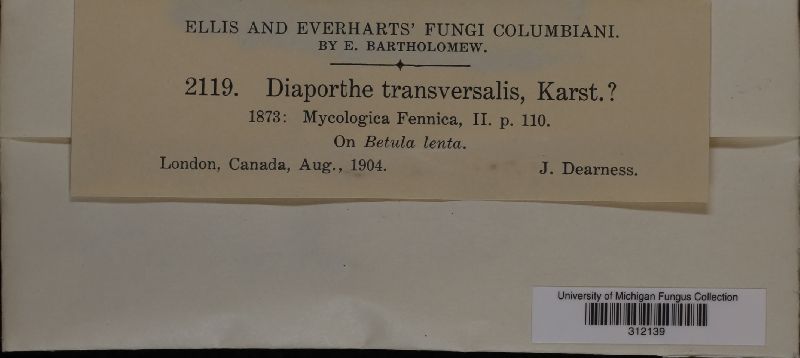 ELLIS AND EVERHARTS' FUNGI COLUMBIANI.
BY E. BARTHOLOMEW.
2119. Diaporthe transversalis, Karst.?
1873: Mycologica Fennica, II. p. 110.
On Betula lenta.
London, Canada, Aug., 1904. J. Dearness.
University of Michigan Fungus Collection
312139